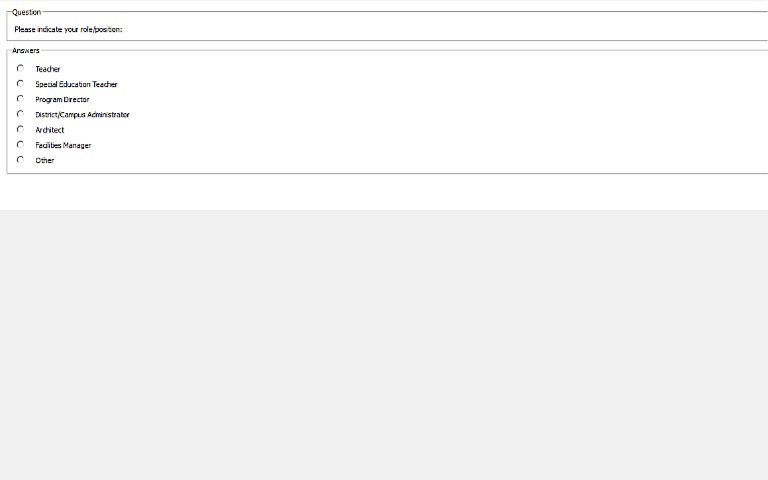 Question
Please indicate your role/position:
Answers
Teacher
Special Education Teacher
Program Director
District/Campus Administrator
Architect
Facilities Manager
Other